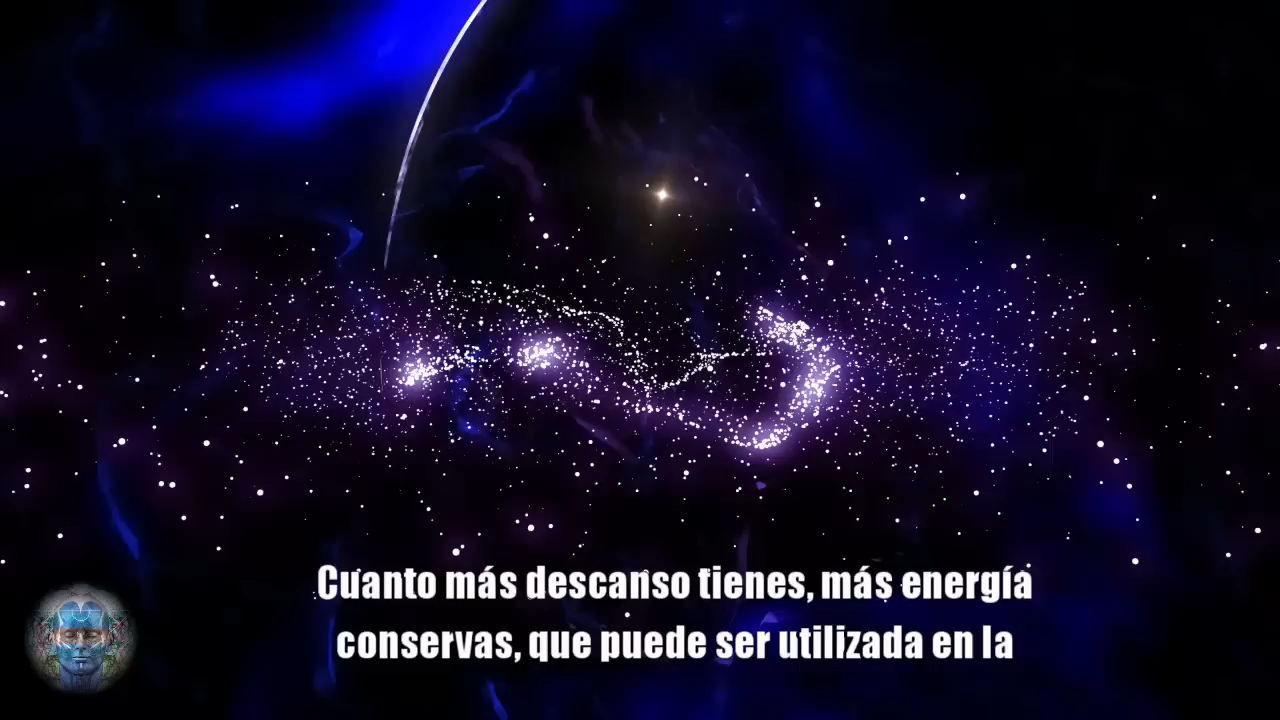 Cuanto más descanso tienes, más energía
conservas, que puede ser utilizada en la